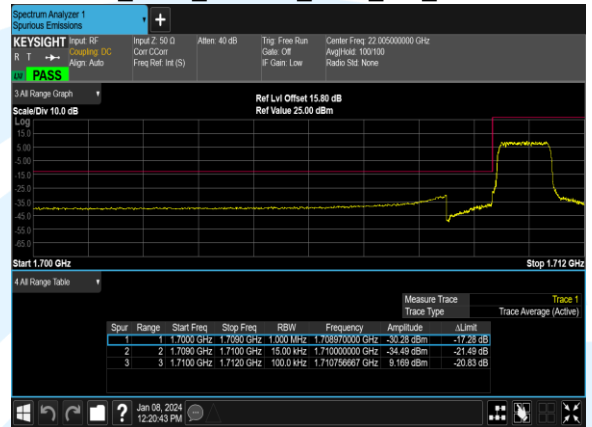 Spectrum Analyzer 1
Spurious Emissions
+
KEYSIGHT
R T
LXI PASS
Input: RF
Coupling: DC
Align: Auto
Input Z: 50 Ω
Corr CCorr
Freq Ref: Int (S)
Atten: 40 dB
Trig: Free Run
Gate: Off
IF Gain: Low
Center Freq: 22.005000000 GHz
Avg|Hold: 100/100
Radio Std: None
3 All Range Graph
Scale/Div 10.0 dB
Ref Lvl Offset 15.80 dB
Ref Value 25.00 dBm
Log
15.0
5.00
-5.00
-15.0
-25.0
-35.0
-45.0
-55.0
-65.0
Start 1.700 GHz
Stop 1.712 GHz
4 All Range Table
Measure Trace Trace 1
Trace Type Trace Average (Active)
Spur Range Start Freq Stop Freq RBW Frequency Amplitude ΔLimit
1 1 1.7000 GHz 1.7090 GHz 1.000 MHz 1.708970000 GHz -30.28 dBm -17.28 dB
2 2 1.7090 GHz 1.7100 GHz 15.00 kHz 1.710000000 GHz -34.49 dBm -21.49 dB
3 3 1.7100 GHz 1.7120 GHz 100.0 kHz 1.710756667 GHz 9.169 dBm -20.83 dB
?
Jan 08, 2024
12:20:43 PM